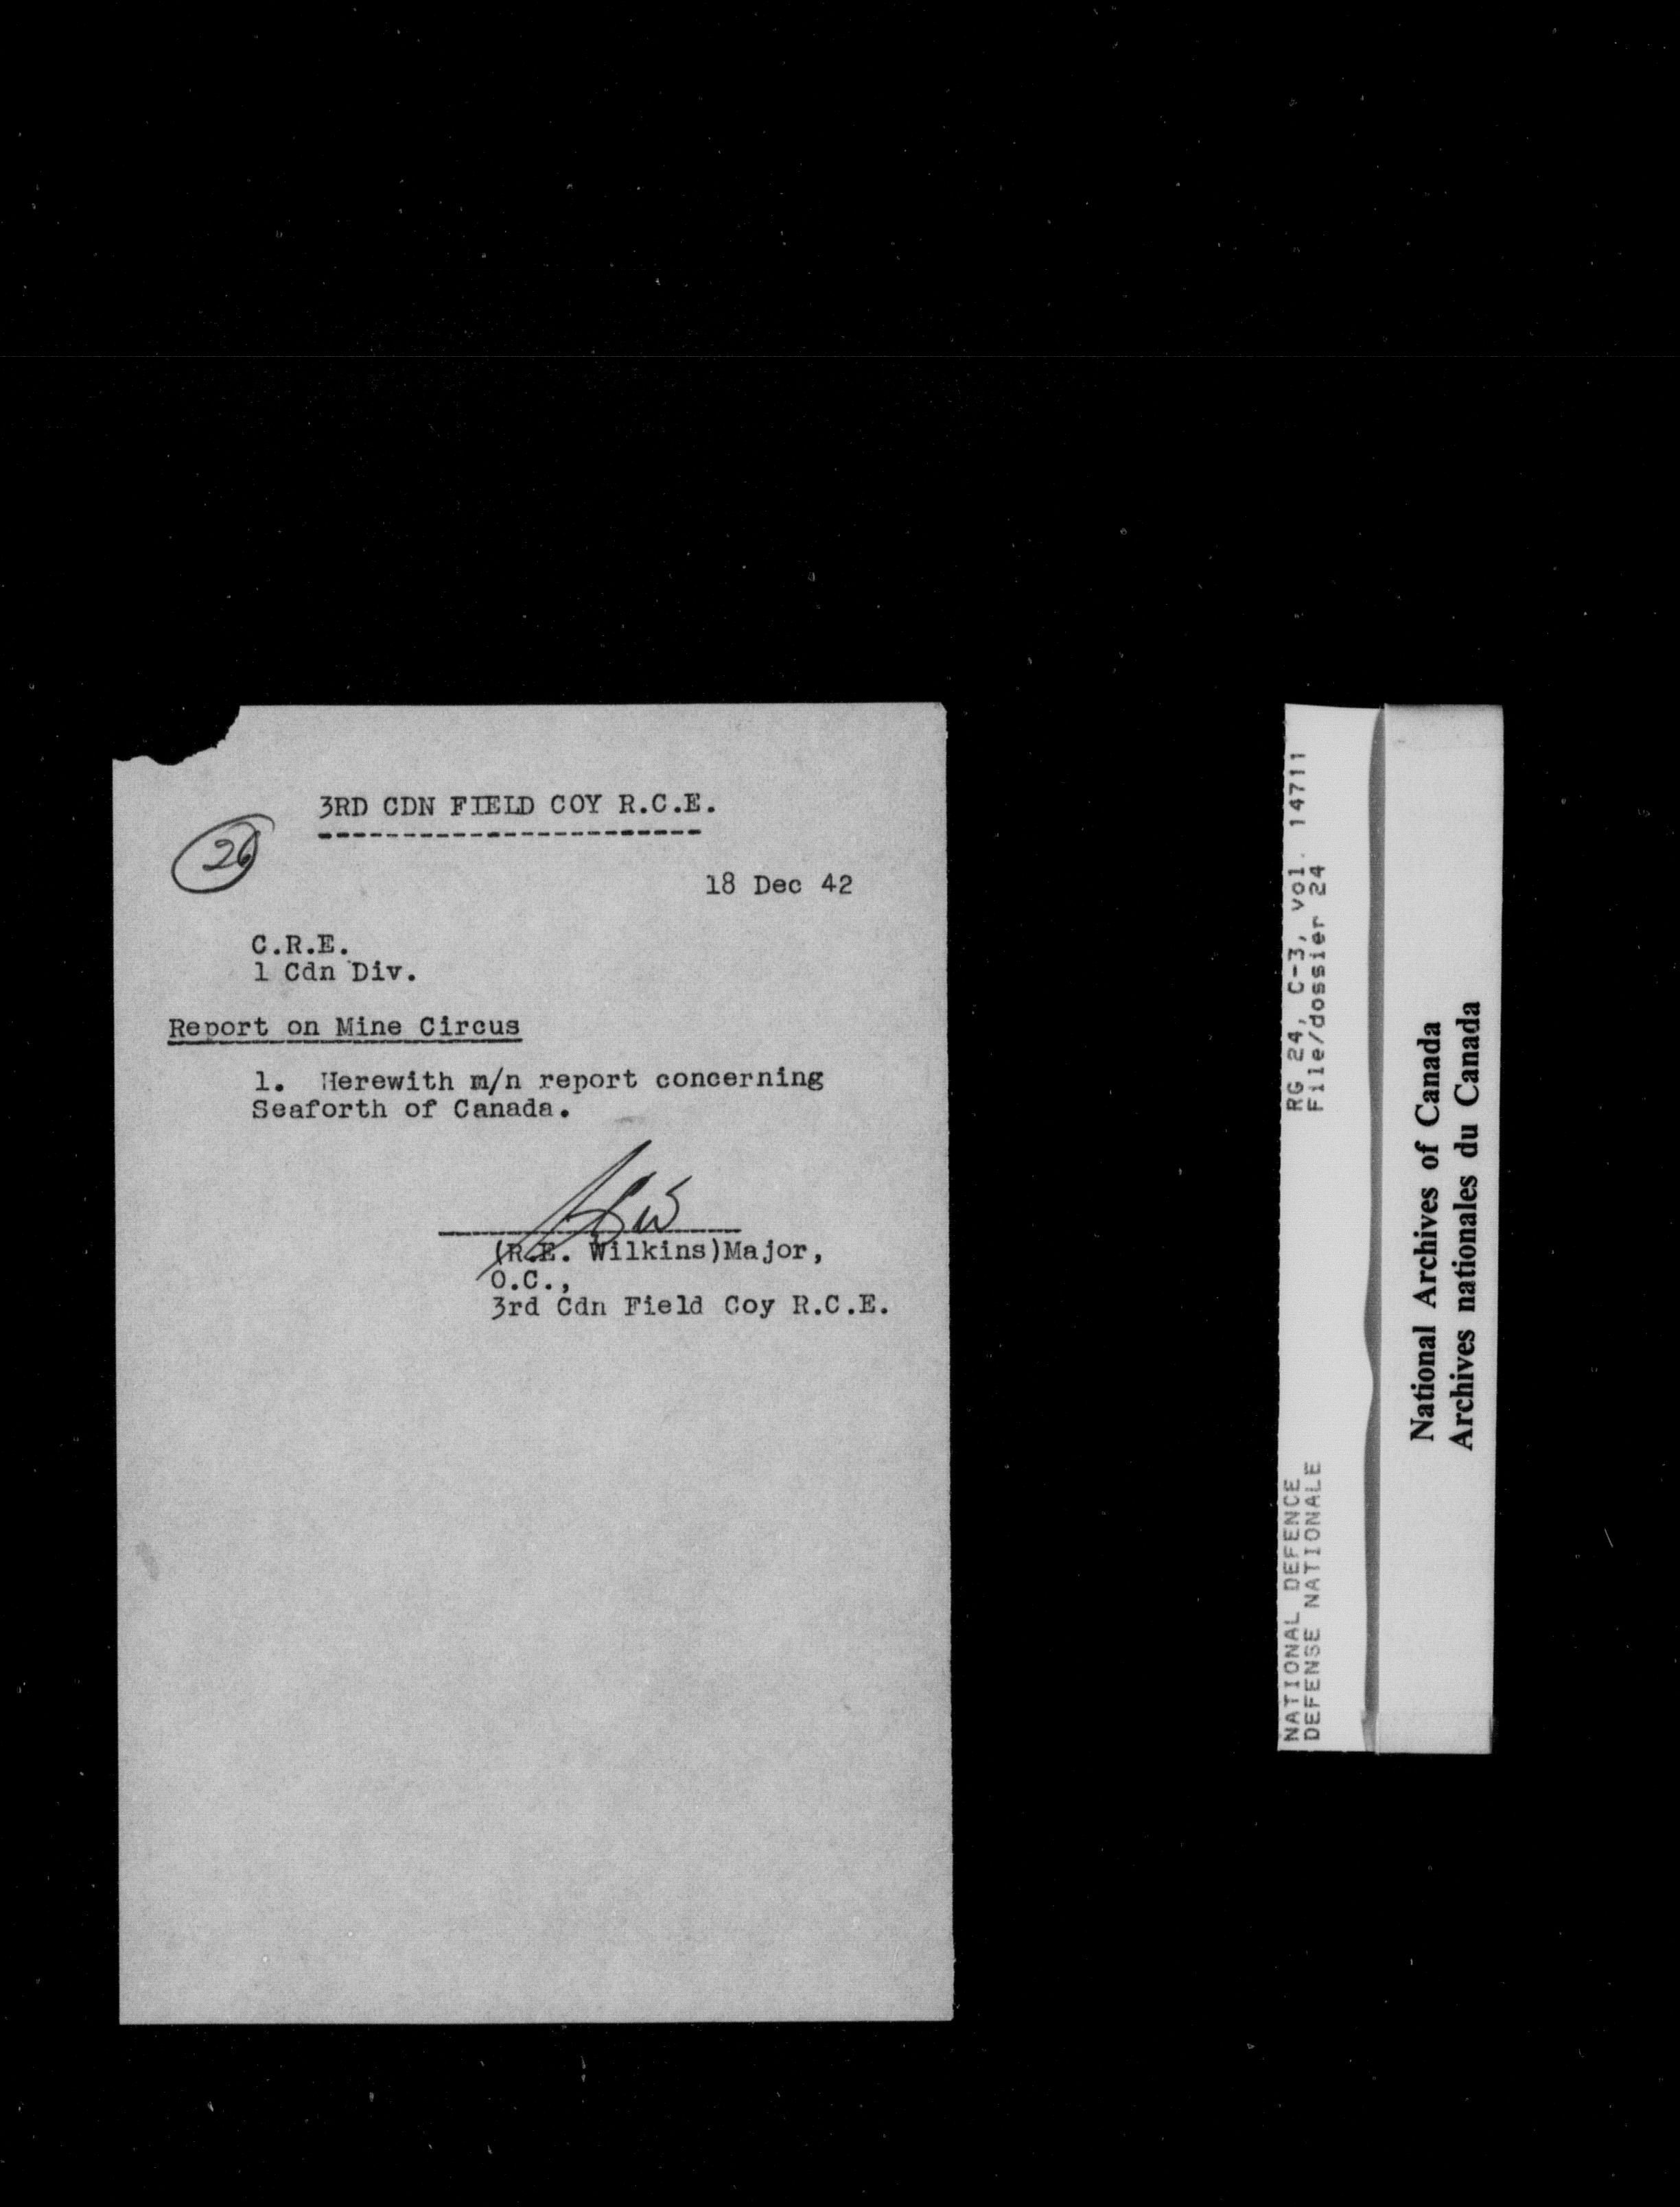 3RD CDN FIELD COY R.C.E.
26
18 Dec 42
C.R.E.
1 Cdn Div.
Report on Mine Circus
1. Herewith m/n report concerning
Seaforth of Canada.
(R.E. Wilkins)Major,
O.C.,
3rd Cdn Field Coy R.C.E.
NATIONAL DEFENCE RG 24, C-3, vol. 14711
DEFENSE NATIONALE File/dossier 24
National Archives of Canada
Archives nationales du Canada